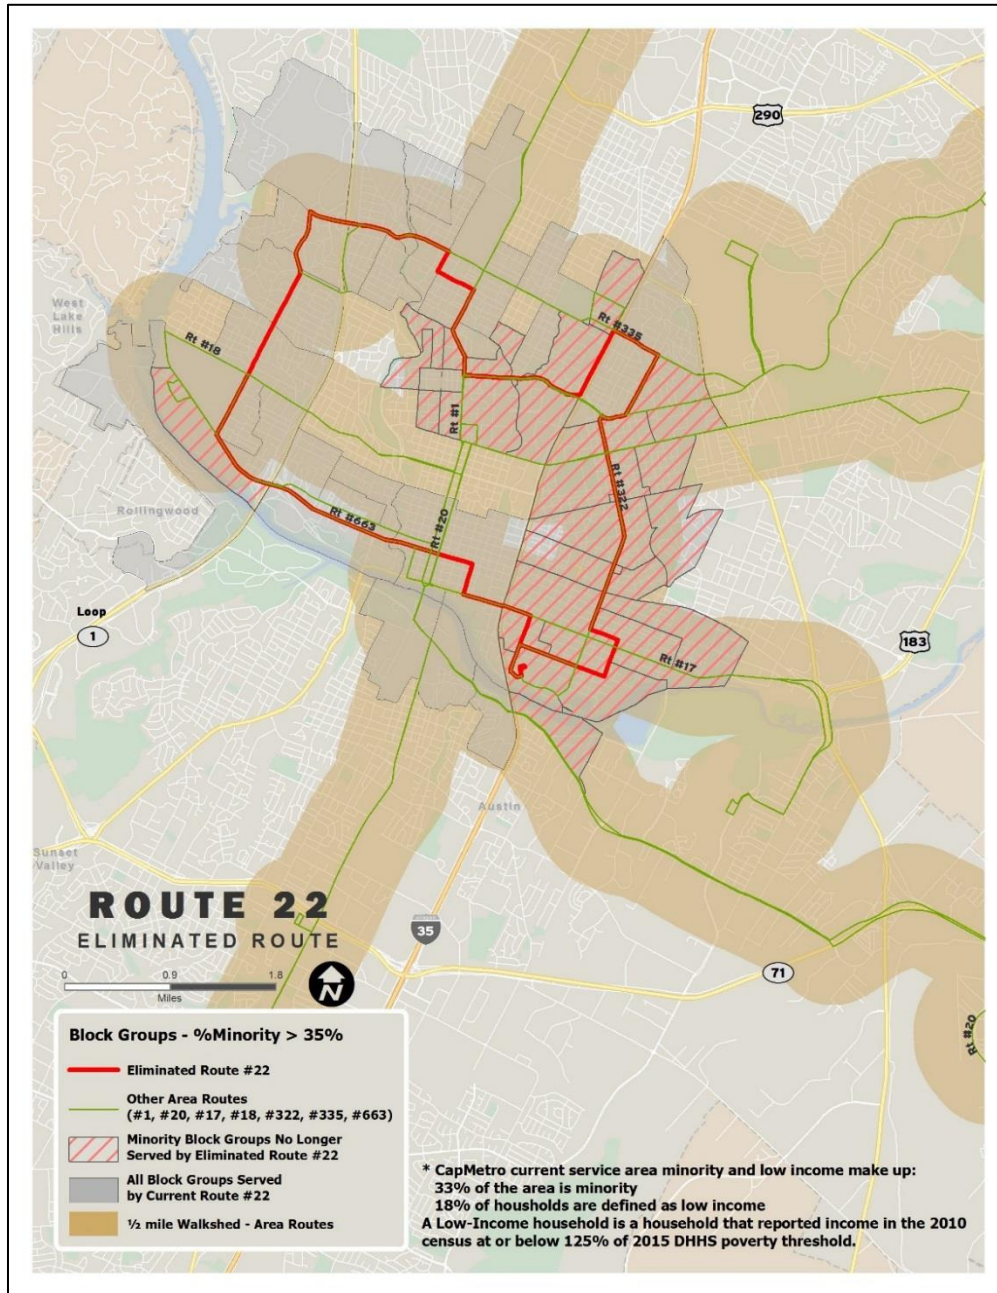 290
West
Lake
Hills
Rt #18
Rt #335
Rt #1
Rt #322
Rollingwood
Rt #663
Rt #20
Loop
1
183
Rt #17
Austin
Sunset
Valley
ROUTE 22
ELIMINATED ROUTE
35
71
0 0.9 1.8
Miles
N
Rt #20
Block Groups - %Minority > 35%
Eliminated Route #22
Other Area Routes
(#1, #20, #17, #18, #322, #335, #663)
Minority Block Groups No Longer
Served by Eliminated Route #22
All Block Groups Served
by Current Route #22
½ mile Walkshed - Area Routes
* CapMetro current service area minority and low income make up:
33% of the area is minority
18% of housholds are defined as low income
A Low-Income household is a household that reported income in the 2010
census at or below 125% of 2015 DHHS poverty threshold.